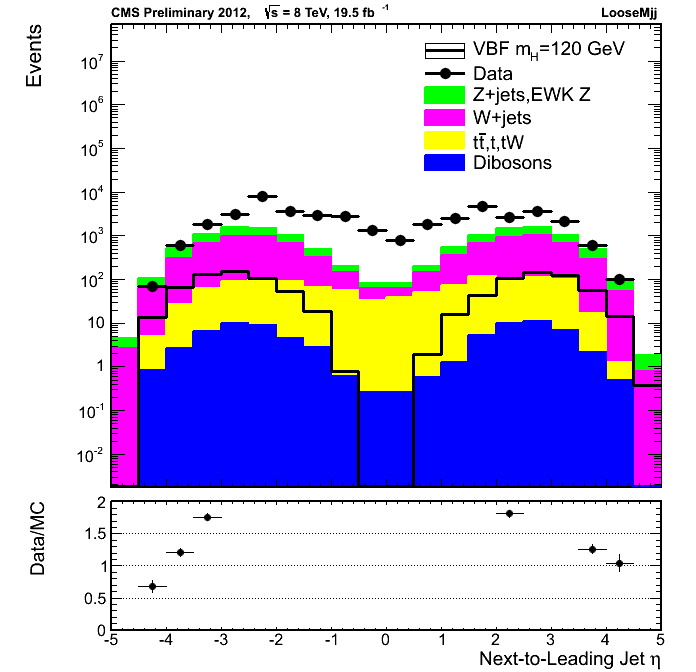 CMS Preliminary 2012, √s = 8 TeV, 19.5 fb⁻¹ LooseMjj
Events
VBF m_H=120 GeV
Data
Z+jets,EWK Z
W+jets
tt̄,t,tW
Dibosons
10⁷
10⁶
10⁵
10⁴
10³
10²
10
1
10⁻¹
10⁻²
Data/MC
2
1.5
1
0.5
0
-5 -4 -3 -2 -1 0 1 2 3 4 5
Next-to-Leading Jet η